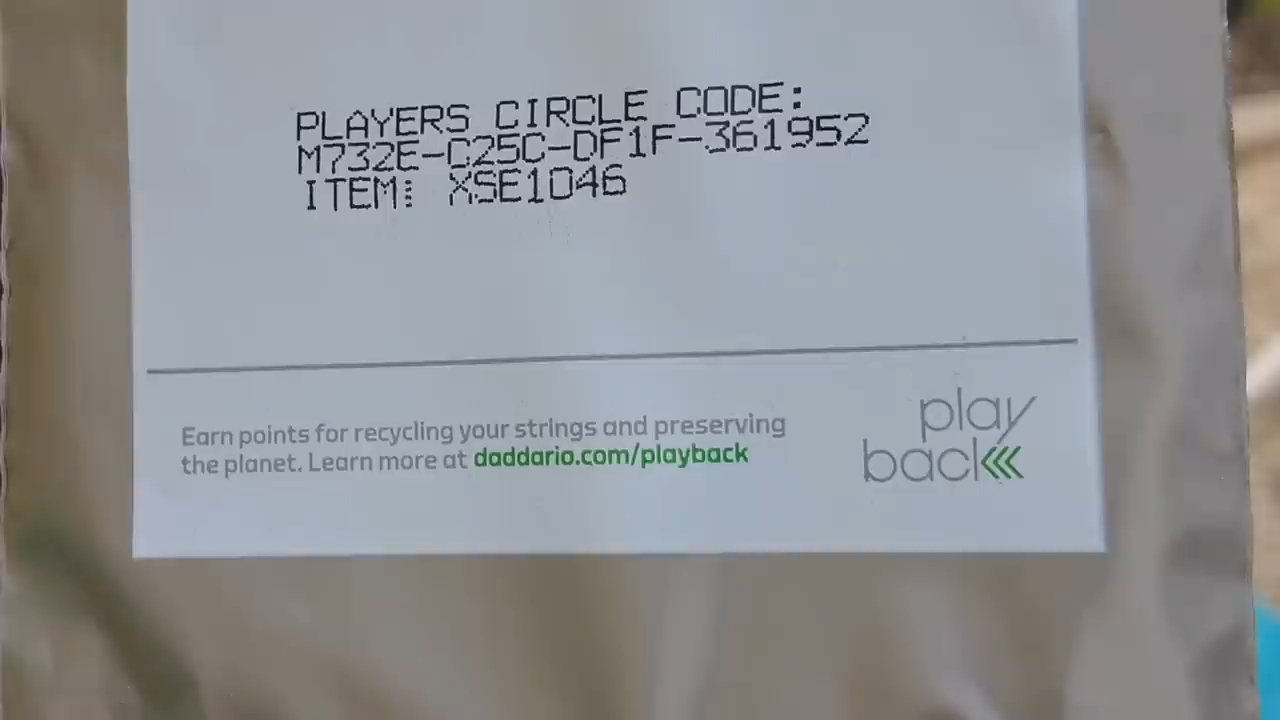 PLAYERS CIRCLE CODE:
M732E-C25C-DF1F-361952
ITEM: XSE1046
Earn points for recycling your strings and preserving
the planet. Learn more at daddario.com/playback
play
back